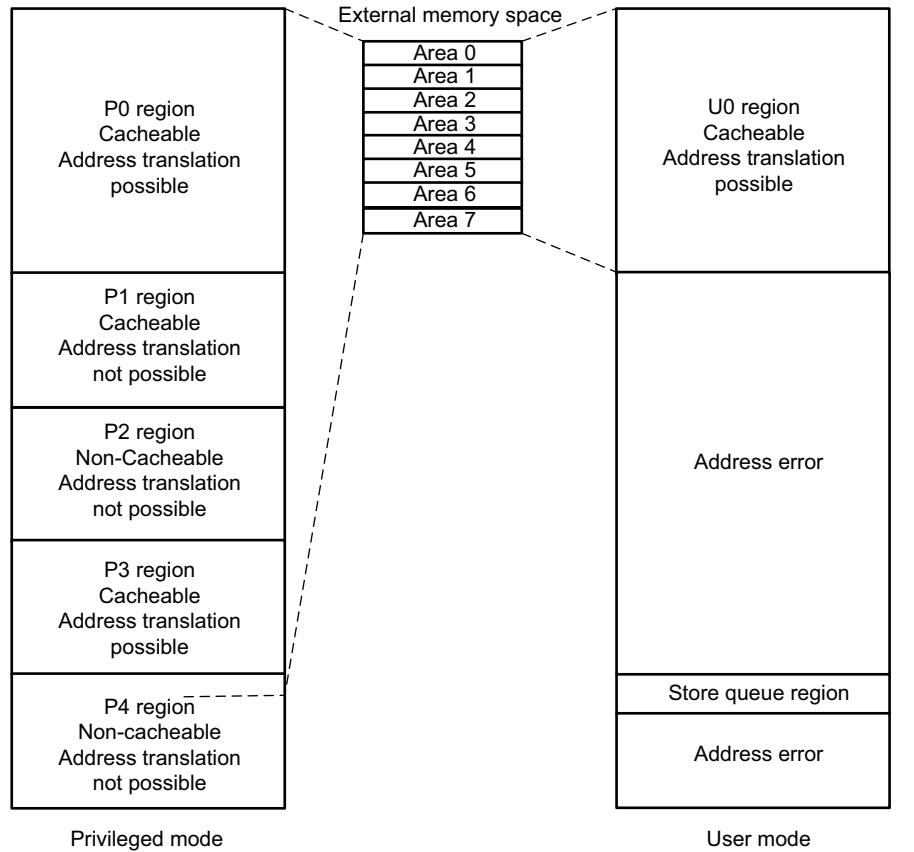 External memory space
P0 region
Cacheable
Address translation
possible
P1 region
Cacheable
Address translation
not possible
P2 region
Non-Cacheable
Address translation
not possible
P3 region
Cacheable
Address translation
possible
P4 region
Non-cacheable
Address translation
not possible
Privileged mode
Area 0
Area 1
Area 2
Area 3
Area 4
Area 5
Area 6
Area 7
U0 region
Cacheable
Address translation
possible
Address error
Store queue region
Address error
User mode